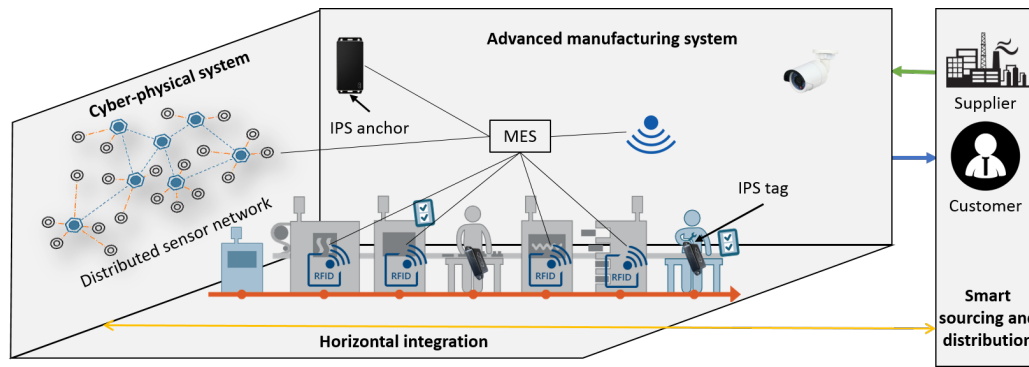 Advanced manufacturing system
Cyber-physical system
IPS anchor
MES
Supplier
Customer
IPS tag
Distributed sensor network
RFID
RFID
RFID
RFID
Horizontal integration
Smart
sourcing and
distribution